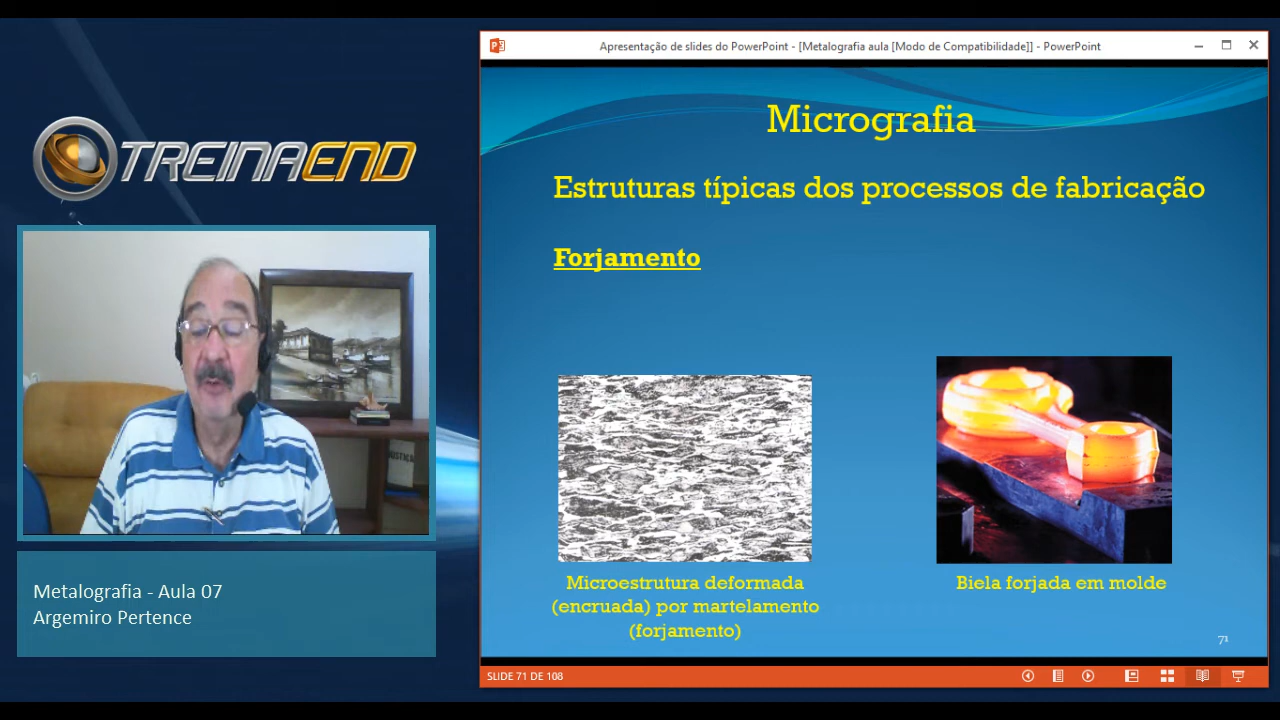 Apresentação de slides do PowerPoint - [Metalografia aula [Modo de Compatibilidade]] - PowerPoint
TREINAEND
Micrografia
Estruturas típicas dos processos de fabricação
Forjamento
Microestrutura deformada
(encruada) por martelamento
(forjamento)
Biela forjada em molde
71
SLIDE 71 DE 108
Metalografia - Aula 07
Argemiro Pertence